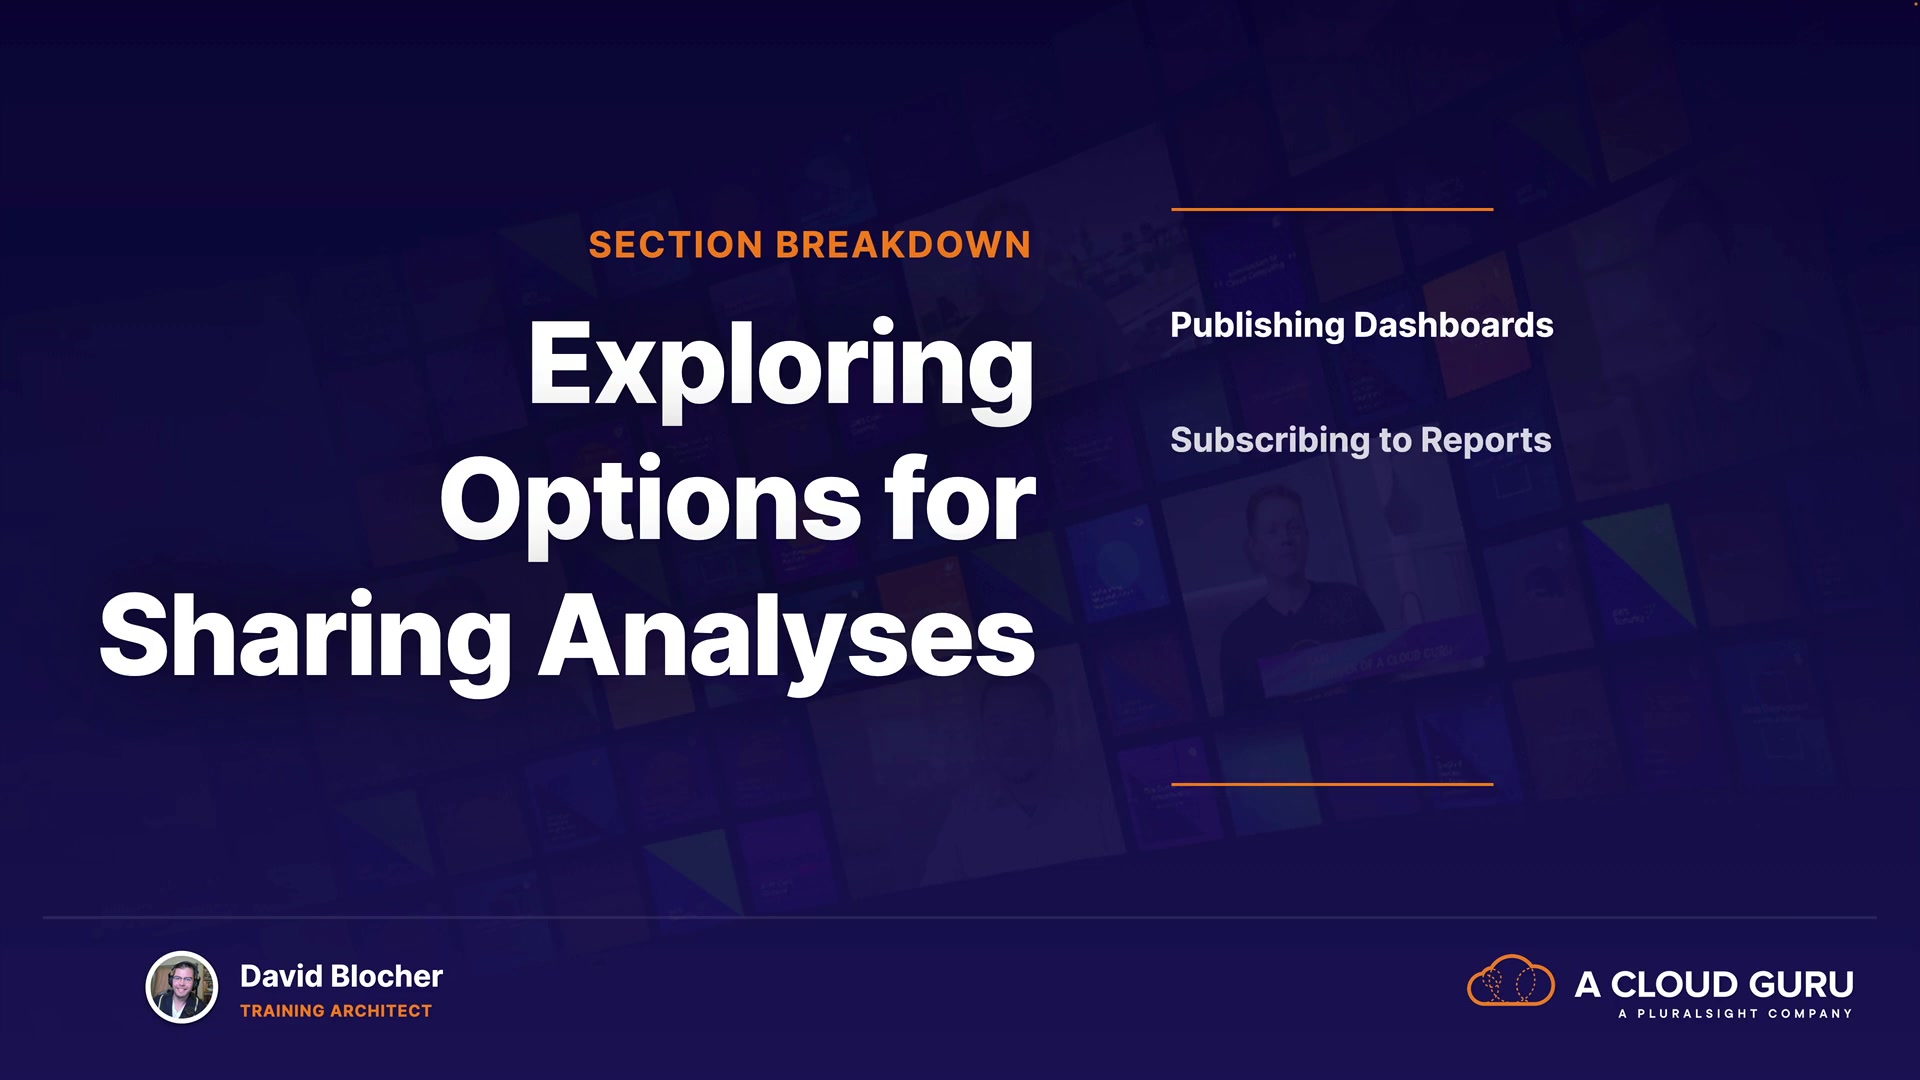 SECTION BREAKDOWN
Exploring
Options for
Sharing Analyses
Publishing Dashboards
Subscribing to Reports
David Blocher
TRAINING ARCHITECT
A CLOUD GURU
A PLURALSIGHT COMPANY